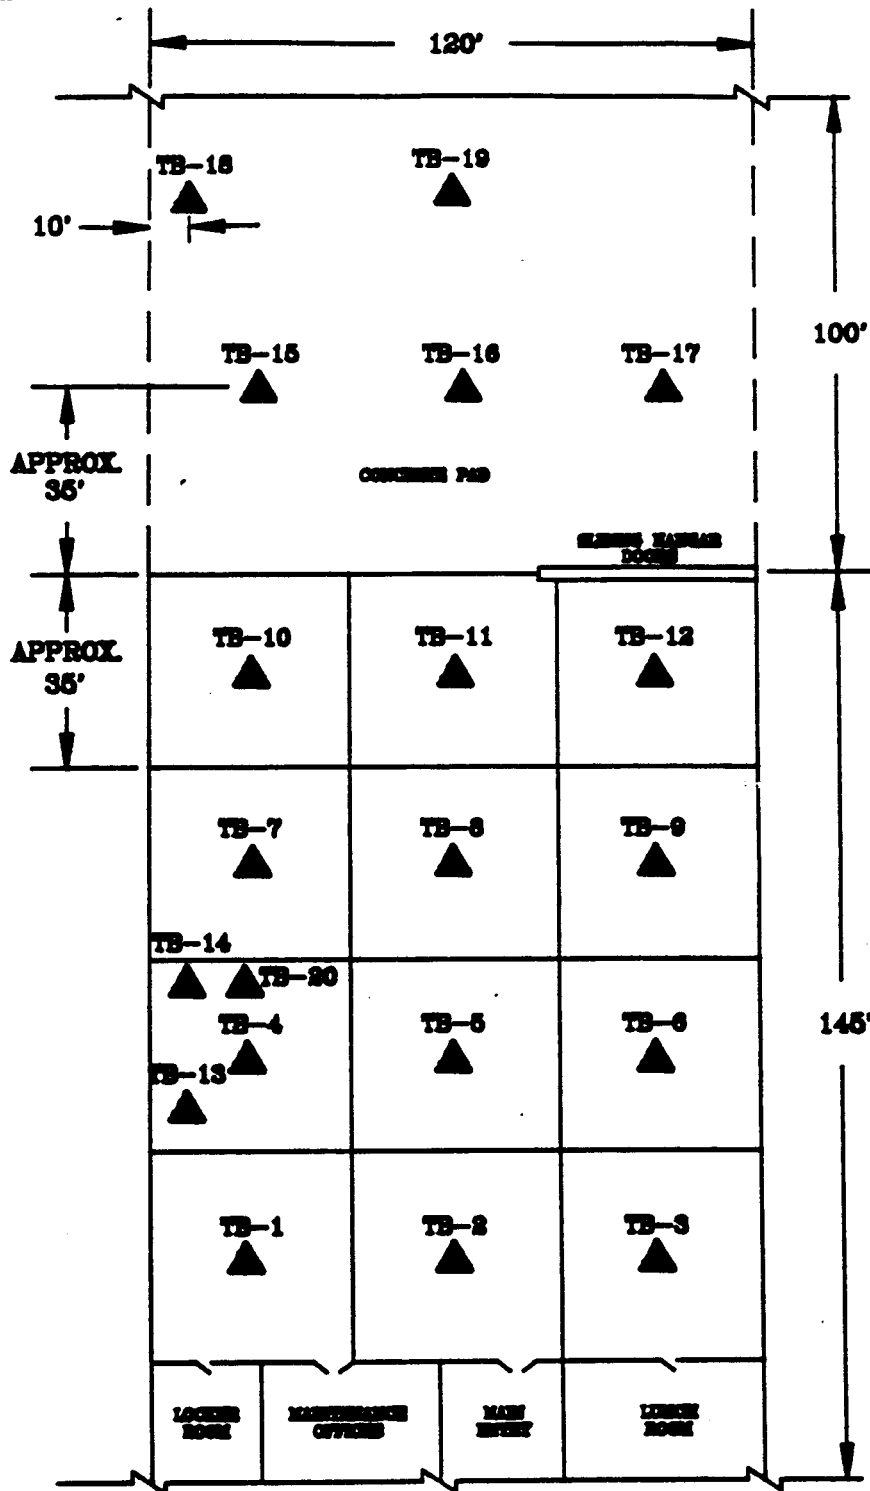 120'
TB-18
TB-19
10'
100'
TB-15
TB-16
TB-17
APPROX.
35'
CONCRETE PAD
SLIDING HANGAR
DOORS
TB-10
TB-11
TB-12
APPROX.
35'
TB-7
TB-8
TB-9
TB-14
TB-20
TB-4
TB-5
TB-6
145'
TB-13
TB-1
TB-2
TB-3
LOCKER
ROOM
MAINTENANCE
OFFICES
MAIN
ENTRY
LUNCH
ROOM